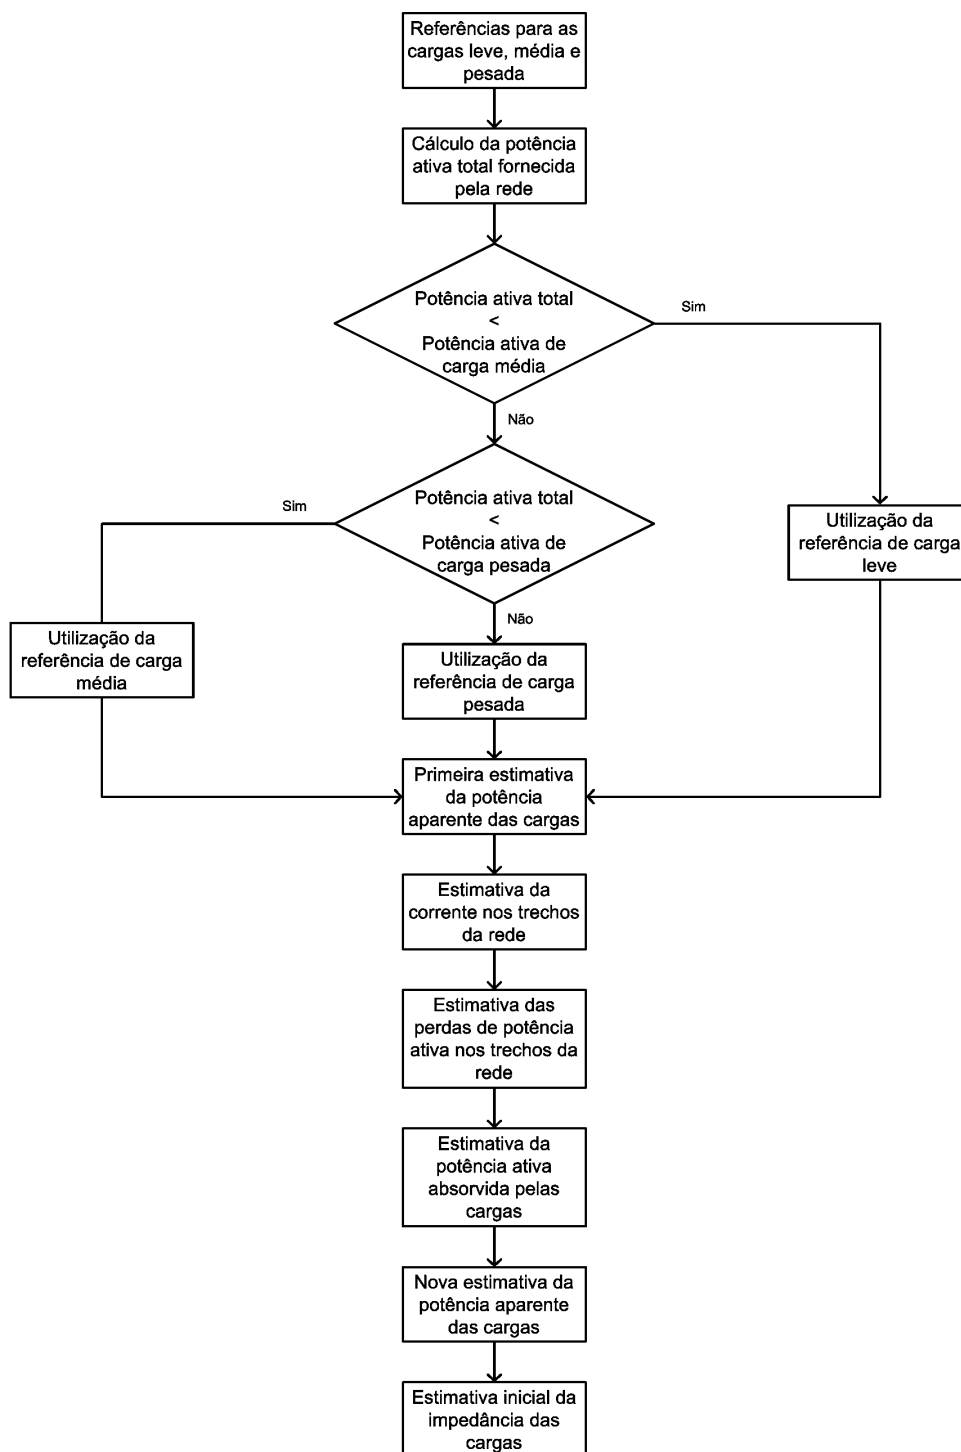 Referências para as
cargas leve, média e
pesada
Cálculo da potência
ativa total fornecida
pela rede
Potência ativa total
<
Potência ativa de
carga média
Sim
Não
Potência ativa total
<
Potência ativa de
carga pesada
Sim
Não
Utilização da
referência de carga
leve
Utilização da
referência de carga
média
Utilização da
referência de carga
pesada
Primeira estimativa
da potência
aparente das cargas
Estimativa da
corrente nos trechos
da rede
Estimativa das
perdas de potência
ativa nos trechos da
rede
Estimativa da
potência ativa
absorvida pelas
cargas
Nova estimativa da
potência aparente
das cargas
Estimativa inicial da
impedância das
cargas